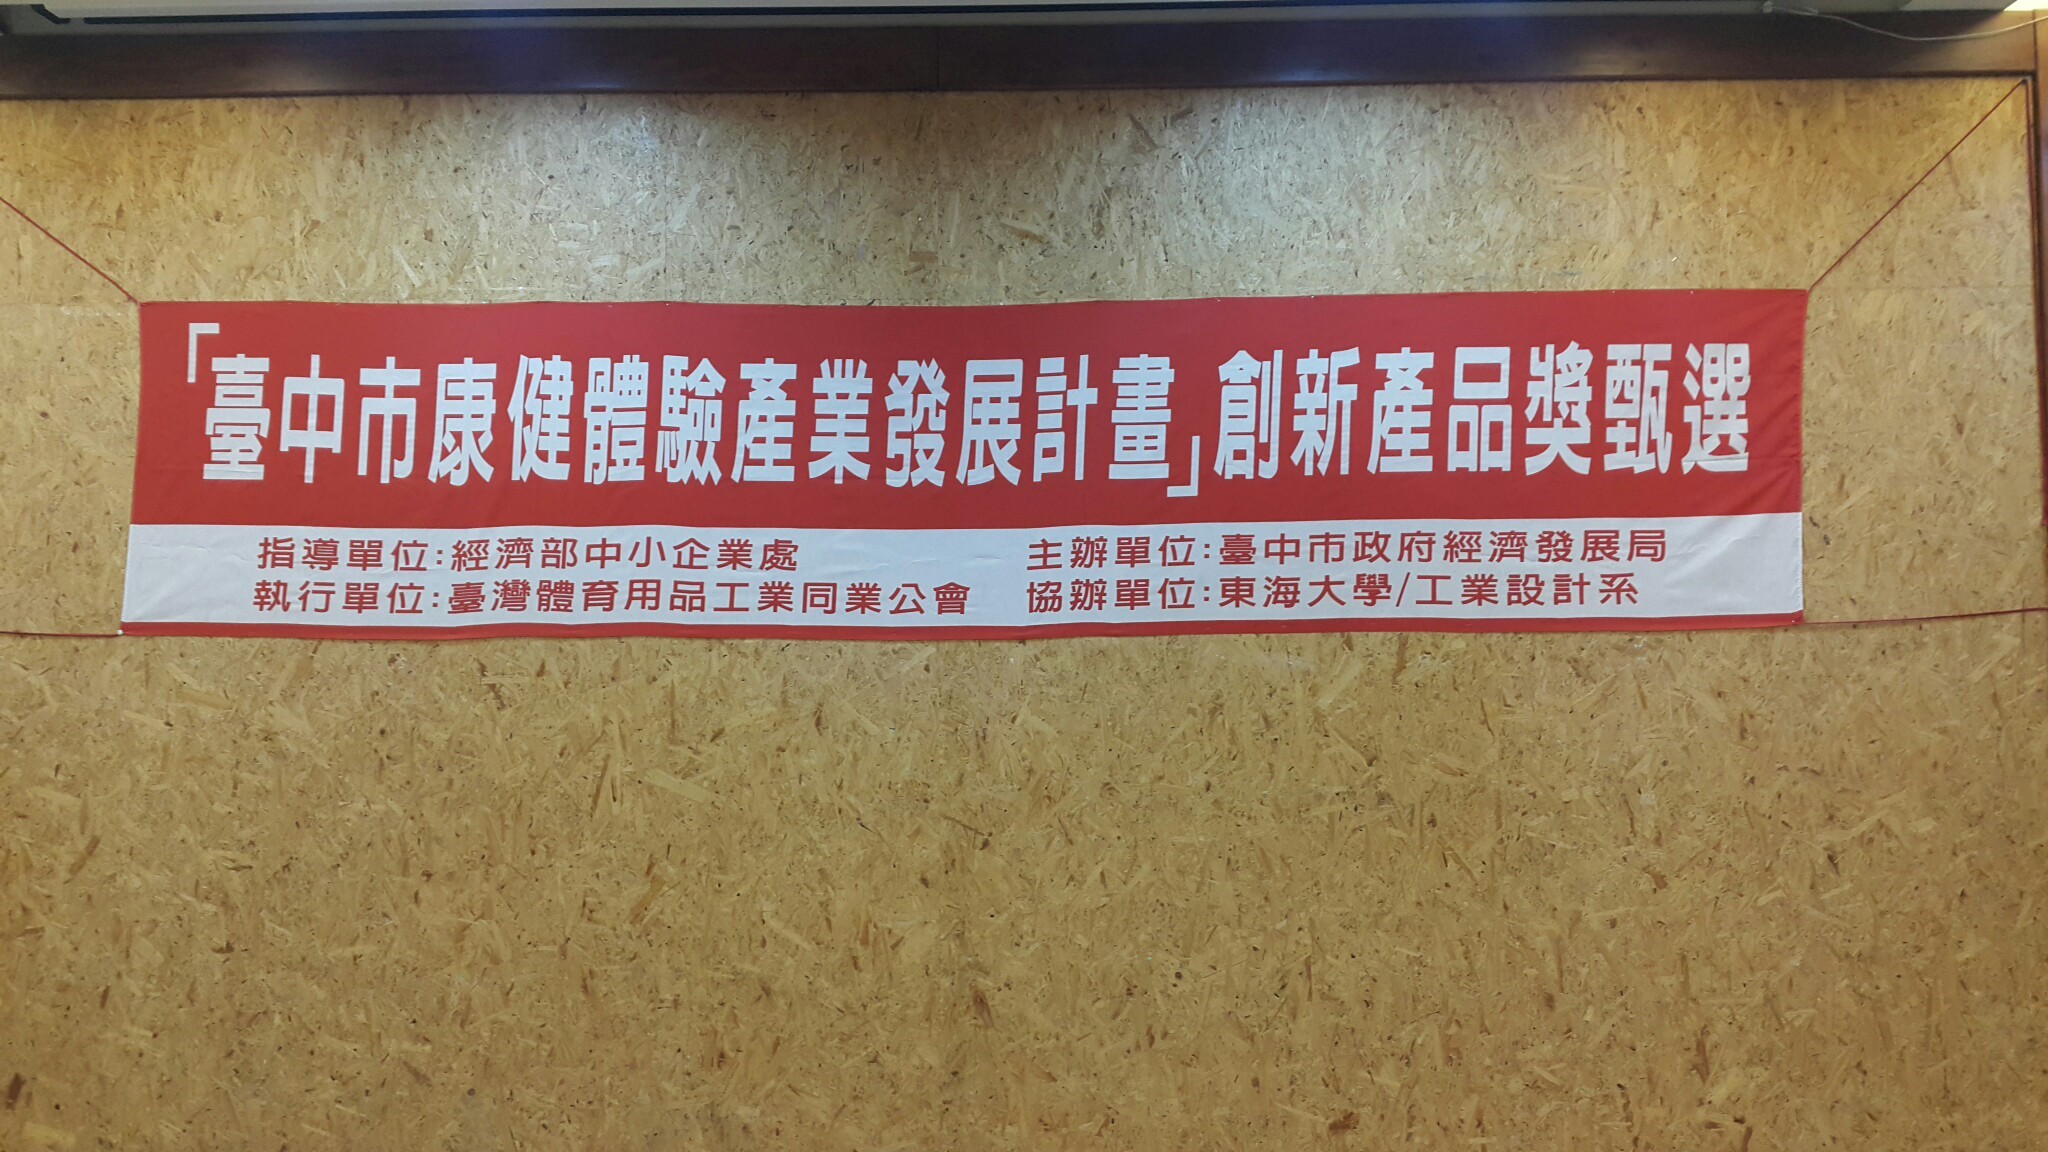 「臺中市康健體驗產業發展計畫」創新產品獎甄選
指導單位:經濟部中小企業處
主辦單位:臺中市政府經濟發展局
執行單位:臺灣體育用品工業同業公會
協辦單位:東海大學/工業設計系